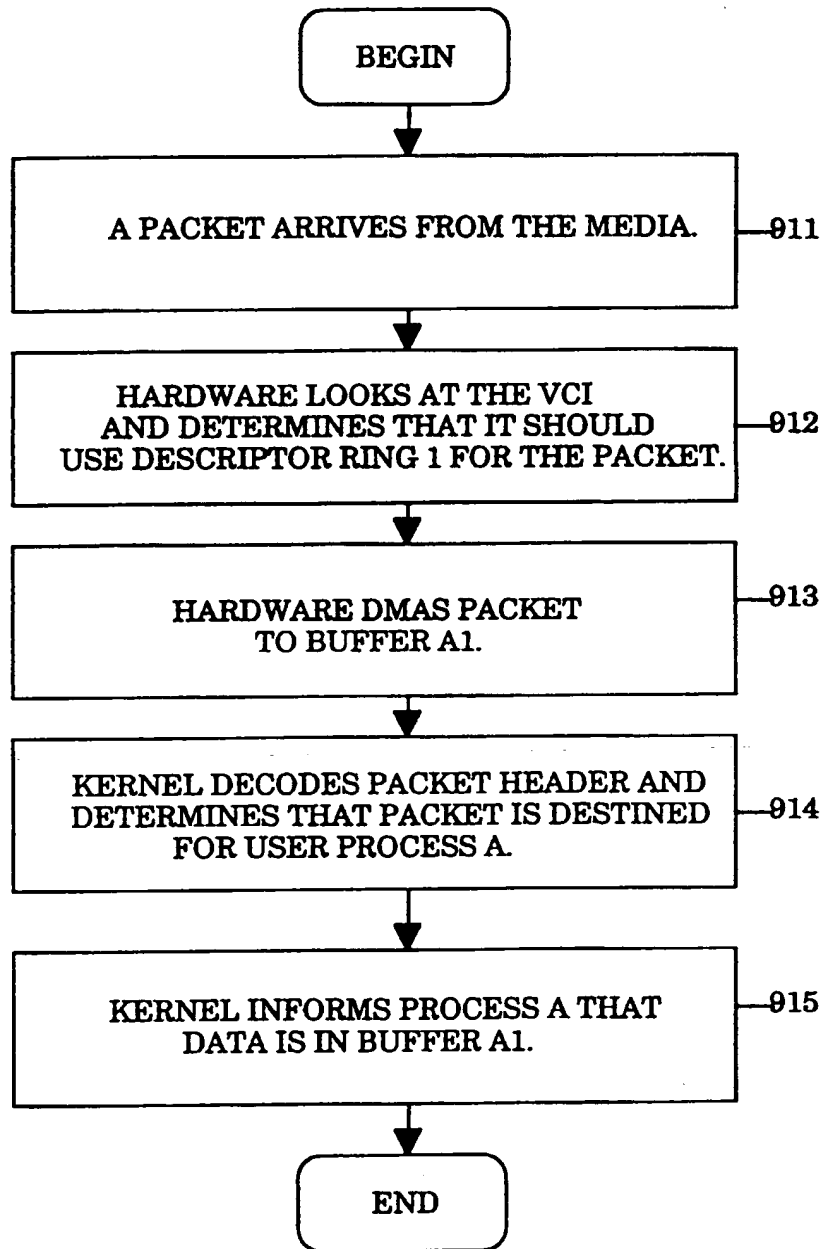 BEGIN
A PACKET ARRIVES FROM THE MEDIA.
911
HARDWARE LOOKS AT THE VCI
AND DETERMINES THAT IT SHOULD
USE DESCRIPTOR RING 1 FOR THE PACKET.
912
HARDWARE DMAS PACKET
TO BUFFER A1.
913
KERNEL DECODES PACKET HEADER AND
DETERMINES THAT PACKET IS DESTINED
FOR USER PROCESS A.
914
KERNEL INFORMS PROCESS A THAT
DATA IS IN BUFFER A1.
915
END